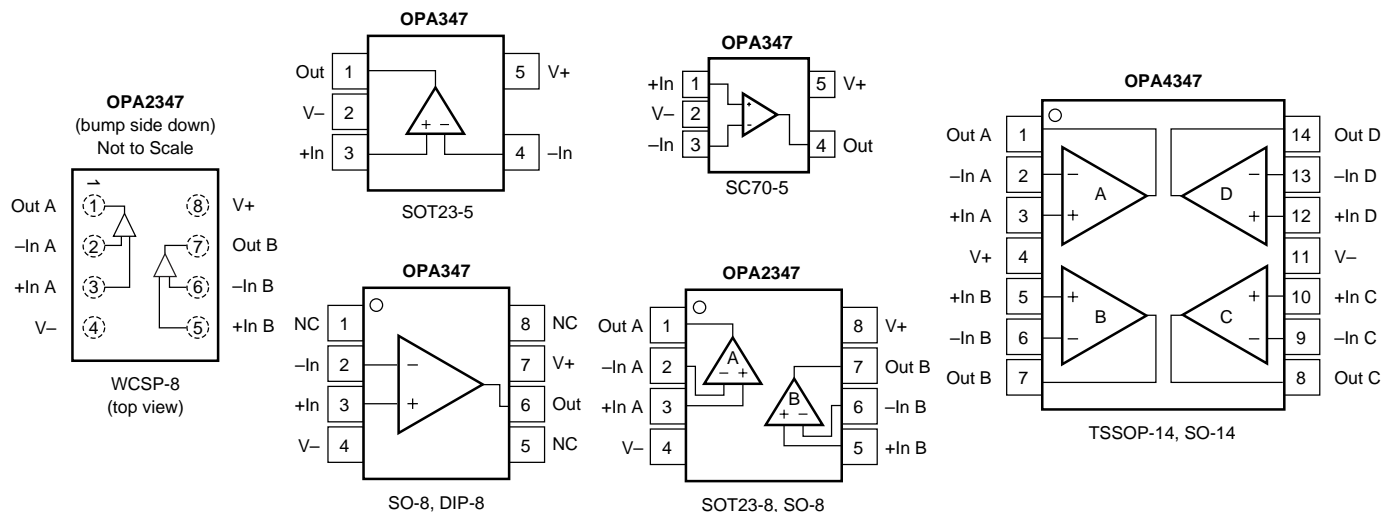 OPA2347
(bump side down)
Not to Scale
Out A
1
1
8
V+
–In A
2
7
Out B
+In A
3
6
–In B
V–
4
5
+In B
WCSP-8
(top view)
OPA347
Out
1
5
V+
V–
2
+
–
+In
3
4
–In
SOT23-5
OPA347
+In
1
5
V+
V–
2
+
-
–In
3
4
Out
SC70-5
OPA347
NC
1
8
NC
–In
2
–
7
V+
+In
3
+
6
Out
V–
4
5
NC
SO-8, DIP-8
OPA2347
Out A
1
8
V+
–In A
2
A
– +
7
Out B
+In A
3
B
+ –
6
–In B
V–
4
5
+In B
SOT23-8, SO-8
OPA4347
Out A
1
14
Out D
–In A
2
–
–
13
–In D
A
D
+In A
3
+
+
12
+In D
V+
4
11
V–
+In B
5
+
+
10
+In C
B
C
–In B
6
–
–
9
–In C
Out B
7
8
Out C
TSSOP-14, SO-14